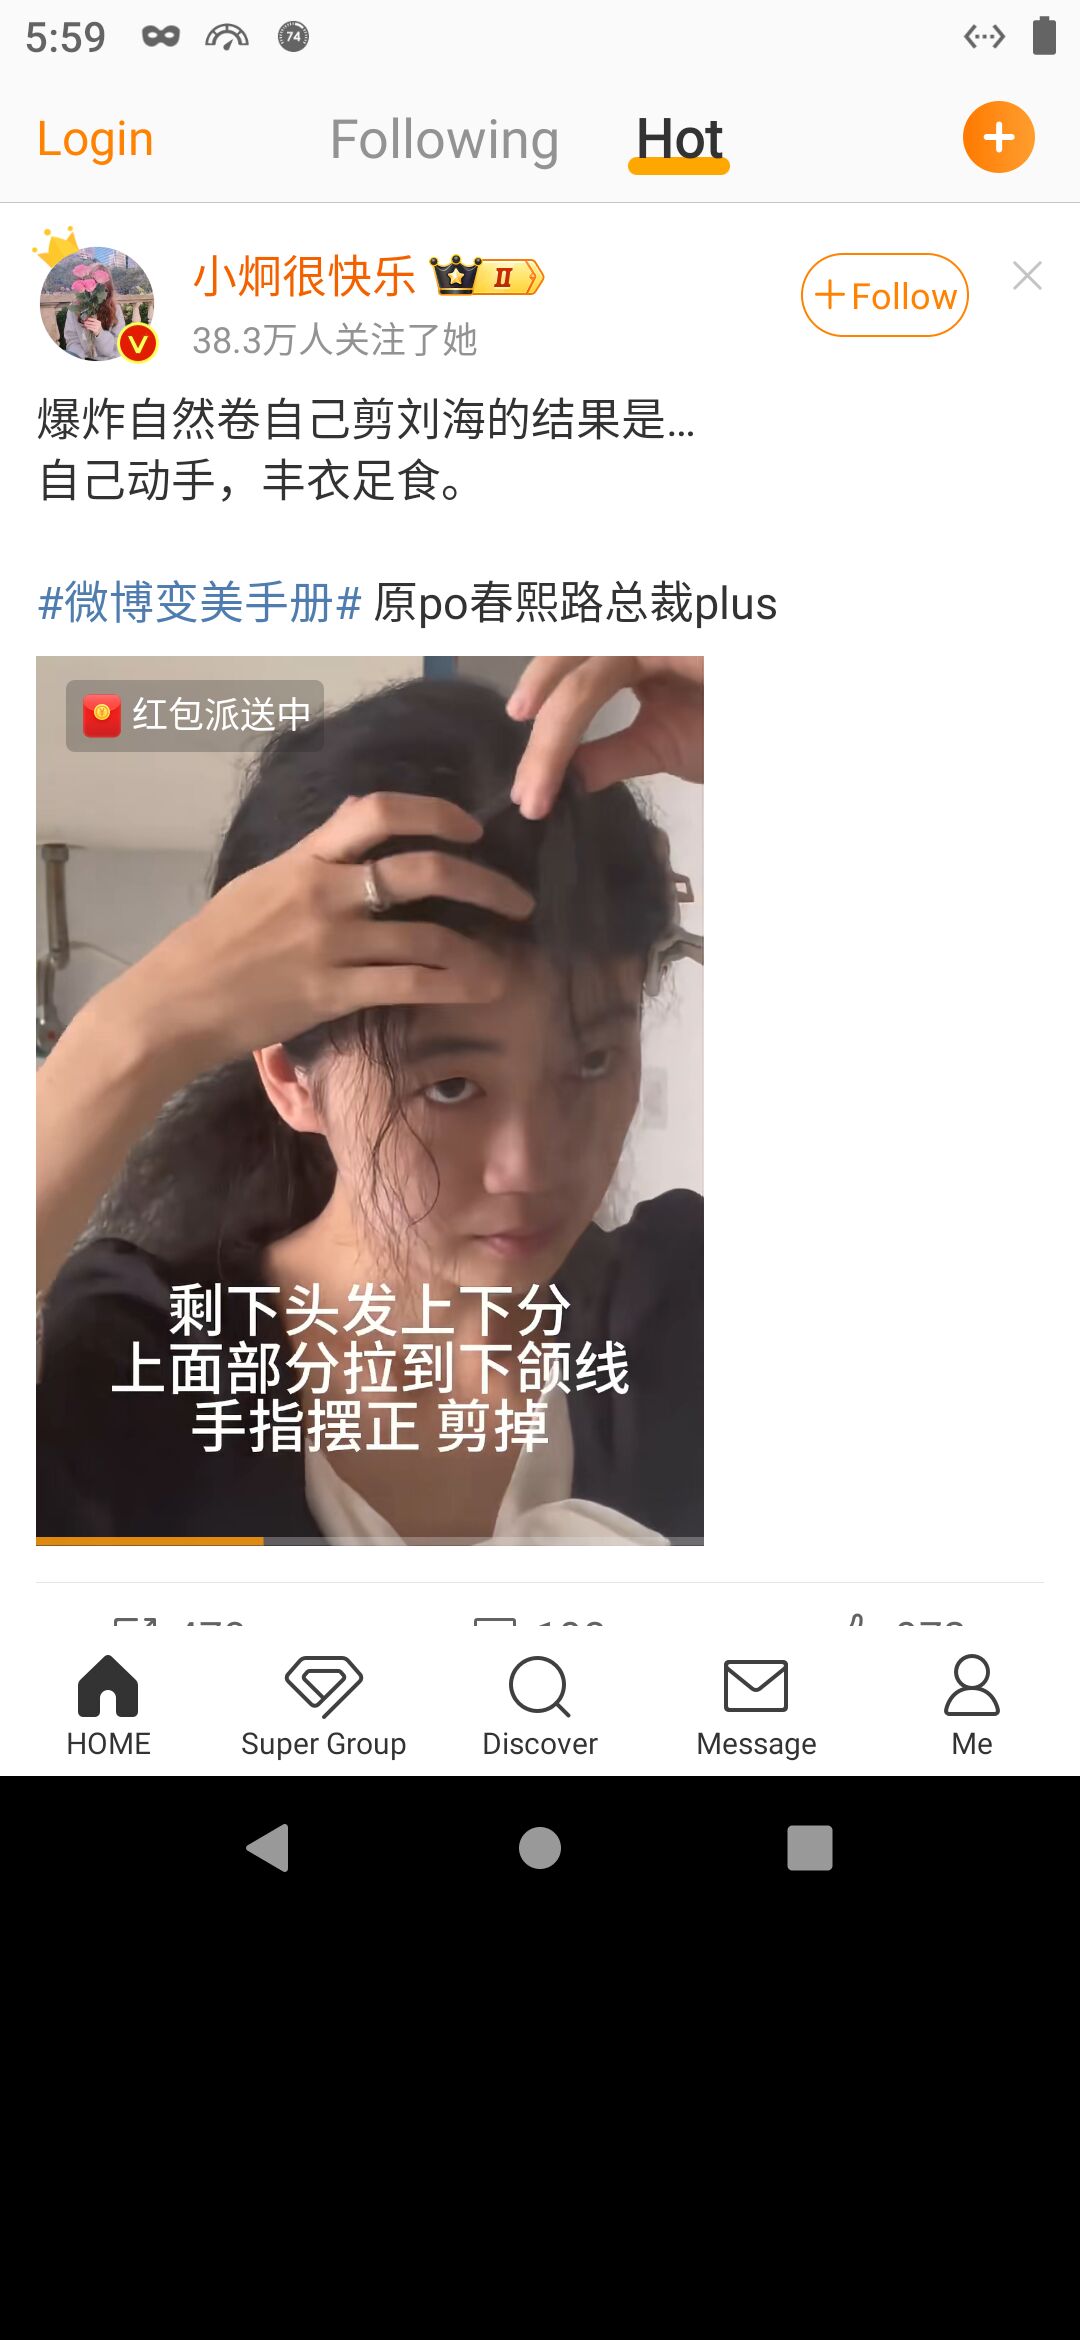 5:59
74
Login
Following
Hot
小炯很快乐
II
38.3万人关注了她
+Follow
爆炸自然卷自己剪刘海的结果是...
自己动手，丰衣足食。
#微博变美手册# 原po春熙路总裁plus
红包派送中
剩下头发上下分
上面部分拉到下颌线
手指摆正 剪掉
HOME
Super Group
Discover
Message
Me